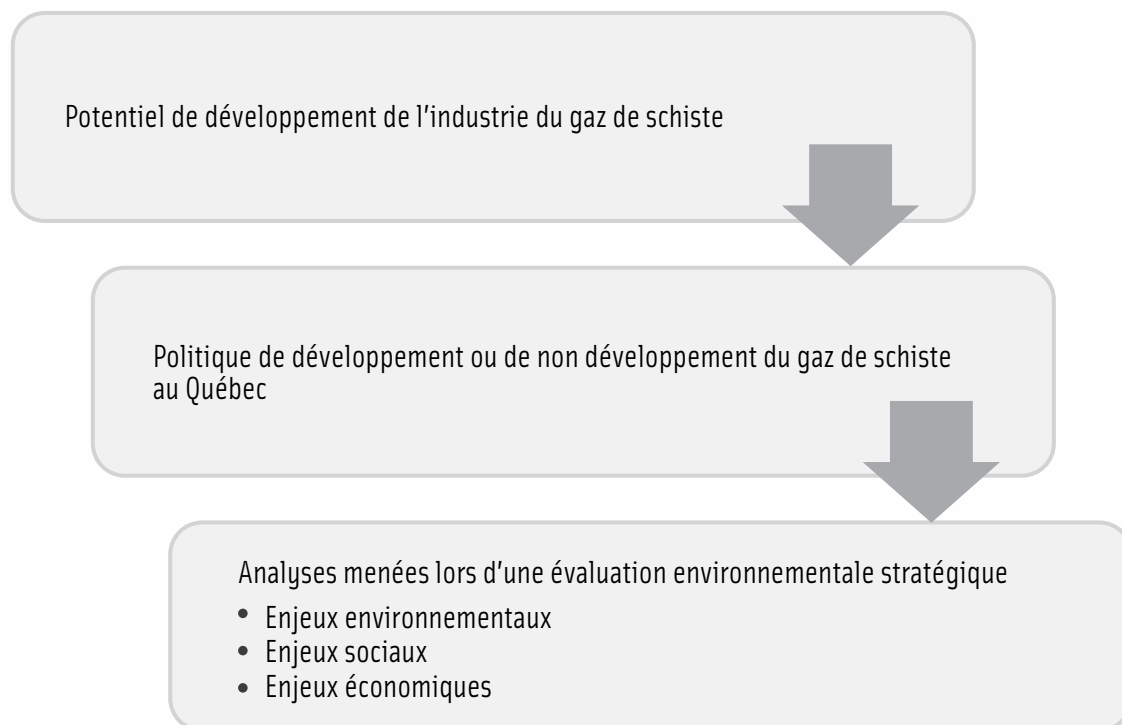 Potentiel de développement de l'industrie du gaz de schiste
Politique de développement ou de non développement du gaz de schiste
au Québec
Analyses menées lors d'une évaluation environnementale stratégique
• Enjeux environnementaux
• Enjeux sociaux
• Enjeux économiques